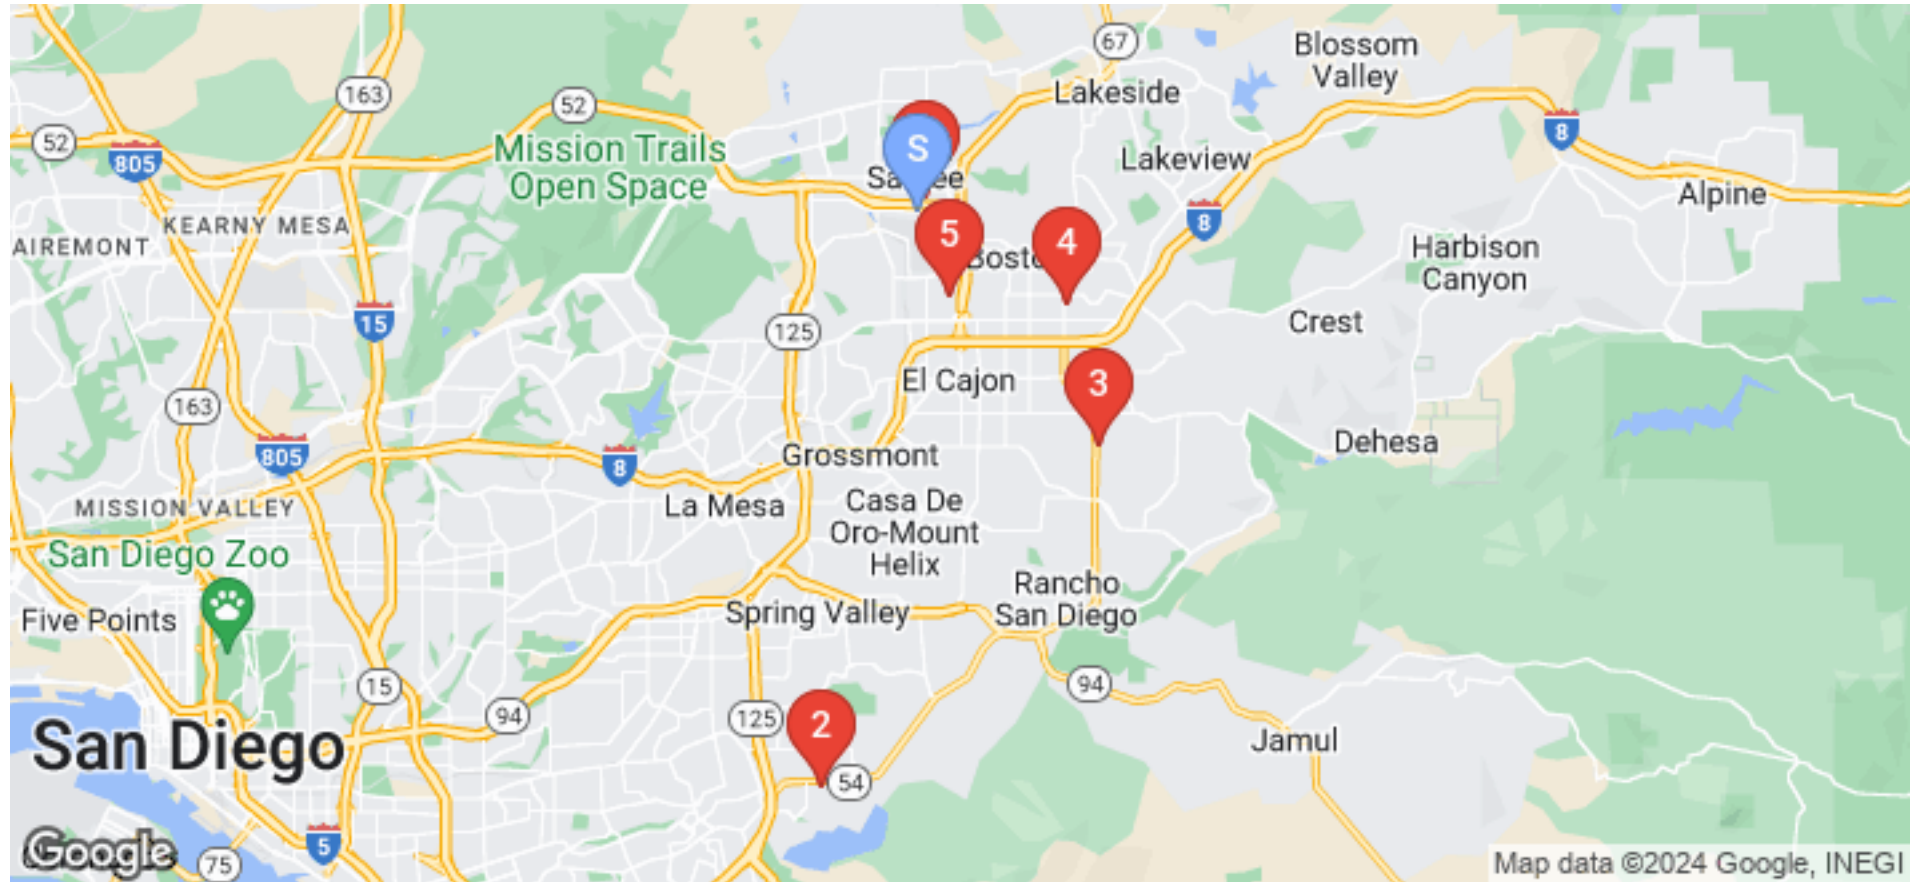 67
Blossom
Valley
163
52
Lakeside
8
52
805
Mission Trails
Open Space
S
Lakeview
KEARNY MESA
AIREMONT
8
Alpine
5
4
Harbison
Canyon
15
125
Crest
163
El Cajon
3
805
8
Grossmont
Dehesa
MISSION VALLEY
La Mesa
Casa De
Oro-Mount
Helix
San Diego Zoo
Five Points
Spring Valley
Rancho
San Diego
15
94
125
2
94
San Diego
54
Jamul
Google
75
5
Map data ©2024 Google, INEGI